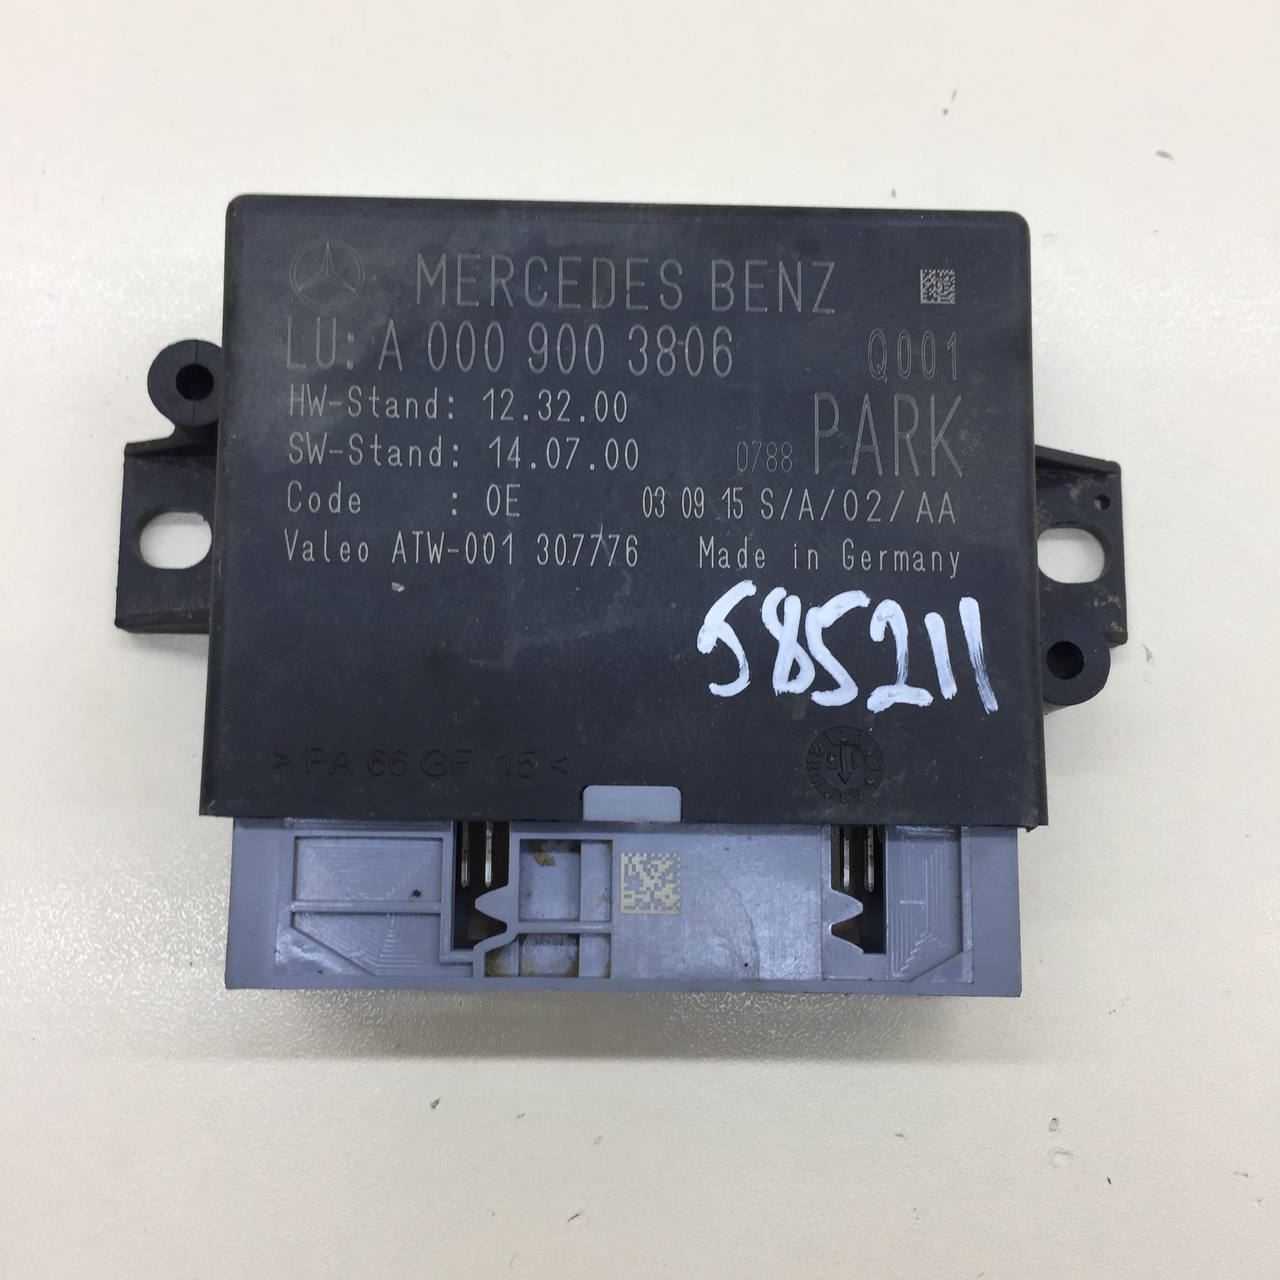 MERCEDES BENZ
LU: A 000 900 3806 Q001
HW-Stand: 12.32.00
SW-Stand: 14.07.00 0788 PARK
Code : 0E 03 09 15 S/A/02/AA
Valeo ATW-001 307776 Made in Germany
585211
> PA 66 GF 15 <